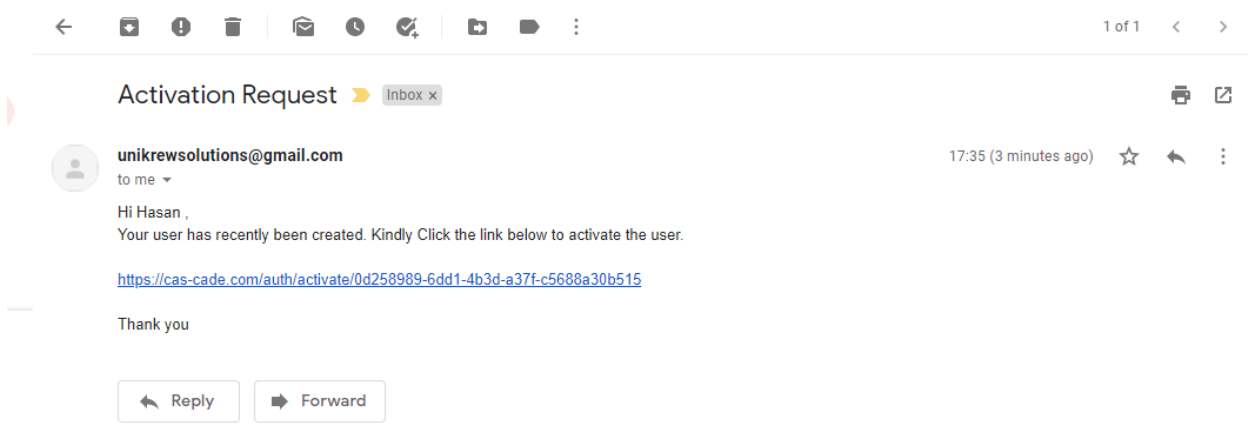 1 of 1
Activation Request
Inbox ×
unikrewsolutions@gmail.com
17:35 (3 minutes ago)
to me
Hi Hasan ,
Your user has recently been created. Kindly Click the link below to activate the user.
https://cas-cade.com/auth/activate/0d258989-6dd1-4b3d-a37f-c5688a30b515
Thank you
Reply
Forward